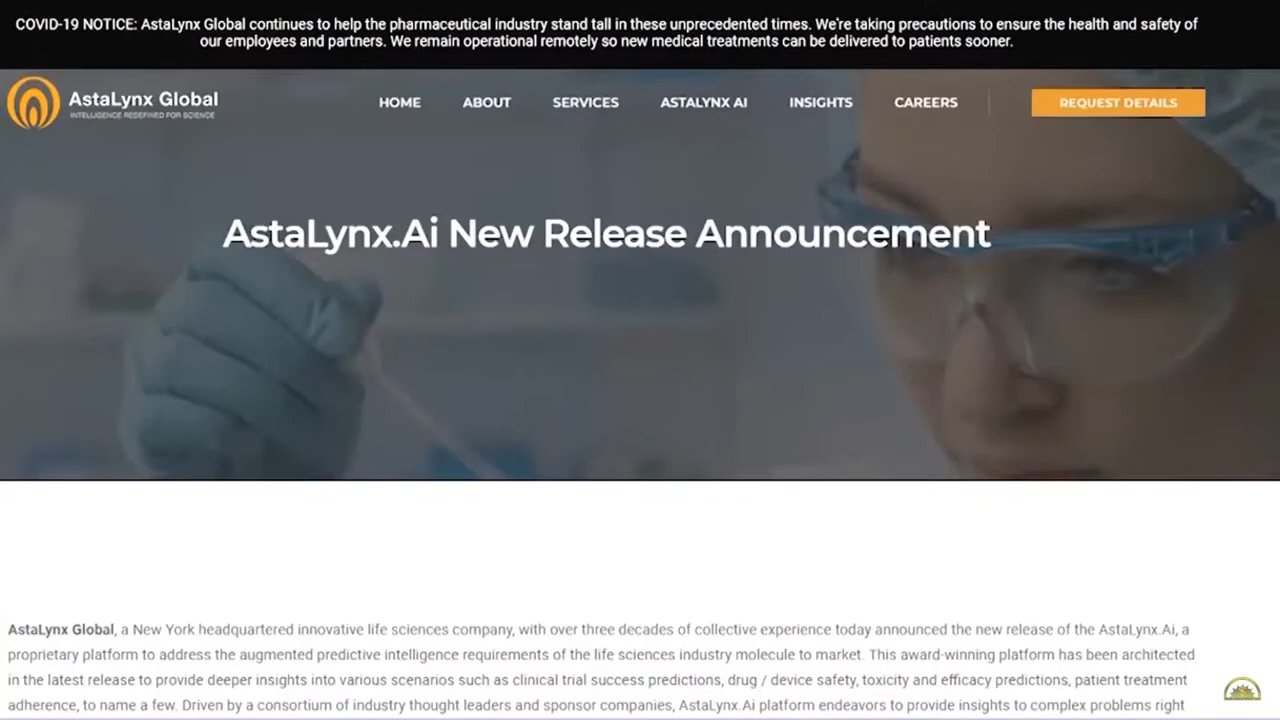 COVID-19 NOTICE: AstaLynx Global continues to help the pharmaceutical industry stand tall in these unprecedented times. We're taking precautions to ensure the health and safety of
our employees and partners. We remain operational remotely so new medical treatments can be delivered to patients sooner.
AstaLynx Global
INTELLIGENCE REDEFINED FOR SCIENCE
HOME ABOUT SERVICES ASTALYNX AI INSIGHTS CAREERS REQUEST DETAILS
AstaLynx.Ai New Release Announcement
AstaLynx Global, a New York headquartered innovative life sciences company, with over three decades of collective experience today announced the new release of the AstaLynx.Ai, a
proprietary platform to address the augmented predictive intelligence requirements of the life sciences industry molecule to market. This award-winning platform has been architected
in the latest release to provide deeper insights into various scenarios such as clinical trial success predictions, drug / device safety, toxicity and efficacy predictions, patient treatment
adherence, to name a few. Driven by a consortium of industry thought leaders and sponsor companies, AstaLynx.Ai platform endeavors to provide insights to complex problems right